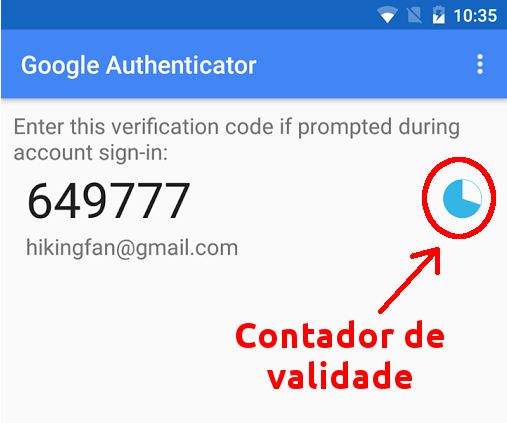 10:35
Google Authenticator
Enter this verification code if prompted during
account sign-in:
649777
hikingfan@gmail.com
Contador de
validade